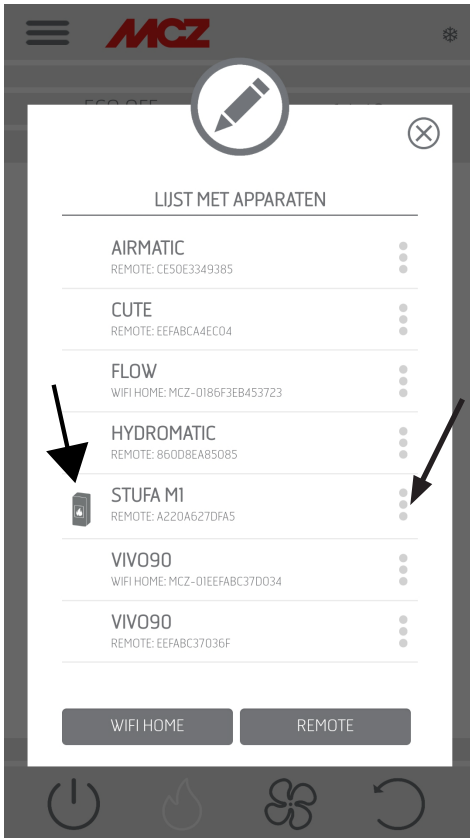 MCZ
LIJST MET APPARATEN
AIRMATIC
REMOTE: CE50E3349385
CUTE
REMOTE: EEFABCA4EC04
FLOW
WIFI HOME: MCZ-0186F3EB453723
HYDROMATIC
REMOTE: 860D8EA85085
STUFA M1
REMOTE: A220A627DFA5
VIVO90
WIFI HOME: MCZ-01EEFABC37D034
VIVO90
REMOTE: EEFABC37036F
WIFI HOME REMOTE